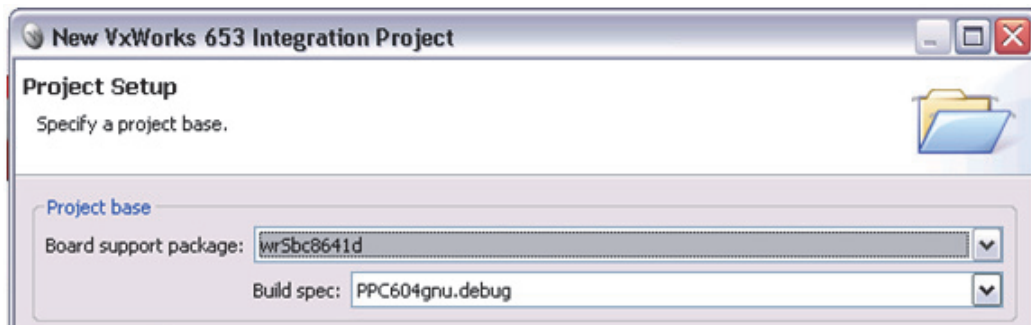 New VxWorks 653 Integration Project
Project Setup
Specify a project base.
Project base
Board support package: wrSbc8641d
Build spec: PPC604gnu.debug